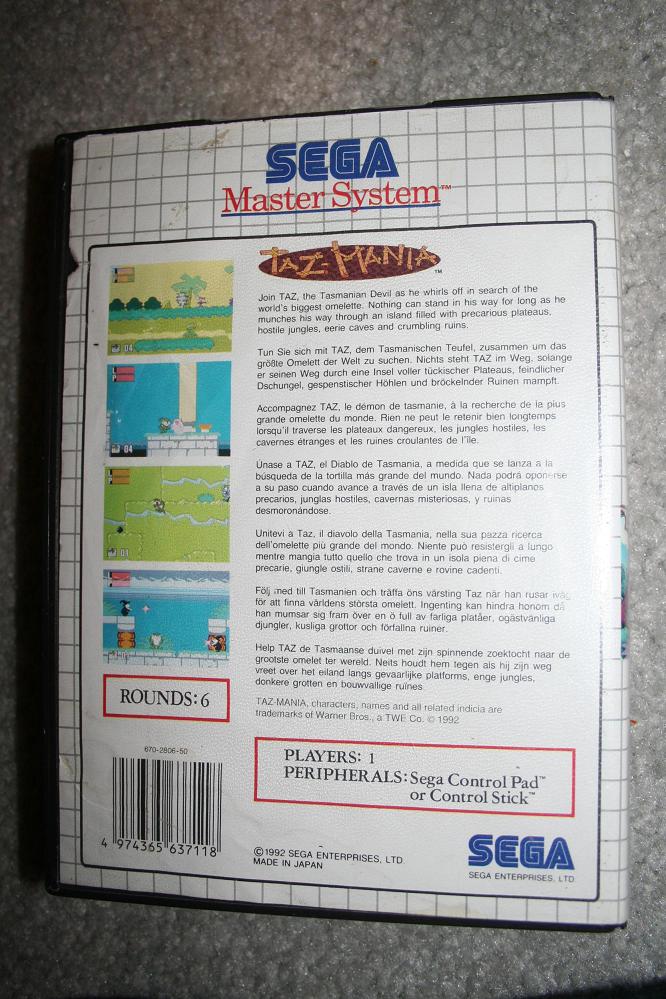 SEGA
Master System™
TAZ-MANIA™
Join TAZ, the Tasmanian Devil as he whirls off in search of the
world's biggest omelette. Nothing can stand in his way for long as he
munches his way through an island filled with precarious plateaus,
hostile jungles, eerie caves and crumbling ruins.
Tun Sie sich mit TAZ, dem Tasmanischen Teufel, zusammen um das
größte Omelett der Welt zu suchen. Nichts steht TAZ im Weg, solange
er seinen Weg durch eine Insel voller tückischer Plateaus, feindlicher
Dschungel, gespenstischer Höhlen und bröckelnder Ruinen mampft.
Accompagnez TAZ, le démon de tasmanie, à la recherche de la plus
grande omelette du monde. Rien ne peut le retenir bien longtemps
lorsqu'il traverse les plateaux dangereux, les jungles hostiles, les
cavernes étranges et les ruines croulantes de l'île.
Únase a TAZ, el Diablo de Tasmania, a medida que se lanza a la
búsqueda de la tortilla más grande del mundo. Nada podrá oponerse
a su paso cuando avance a través de un isla llena de altiplanos
precarios, junglas hostiles, cavernas misteriosas, y ruinas
desmoronándose.
Unitevi a Taz, il diavolo della Tasmania, nella sua pazza ricerca
dell'omelette più grande del mondo. Niente può resistergli a lungo
mentre mangia tutto quello che trova in un isola piena di cime
precarie, giungle ostili, strane caverne e rovine cadenti.
Följ med till Tasmanien och träffa öns värsting Taz när han rusar iväg
för att finna världens största omelett. Ingenting kan hindra honom då
han mumsar sig fram över en ö full av farliga platåer, ogästvänliga
djungler, kusliga grottor och förfallna ruiner.
Help TAZ de Tasmaanse duivel met zijn spinnende zoektocht naar de
grootste omelet ter wereld. Neits houdt hem tegen als hij zijn weg
vreet over het eiland langs gevaarlijke platforms, enge jungles,
donkere grotten en bouwvallige ruïnes
TAZ-MANIA, characters, names and all related indicia are
trademarks of Warner Bros., a TWE Co. © 1992
04
04
01
ROUNDS: 6
PLAYERS: 1
PERIPHERALS: Sega Control Pad™
or Control Stick™
670-2806-50
4 974365 637118
©1992 SEGA ENTERPRISES, LTD
MADE IN JAPAN
SEGA
SEGA ENTERPRISES, LTD